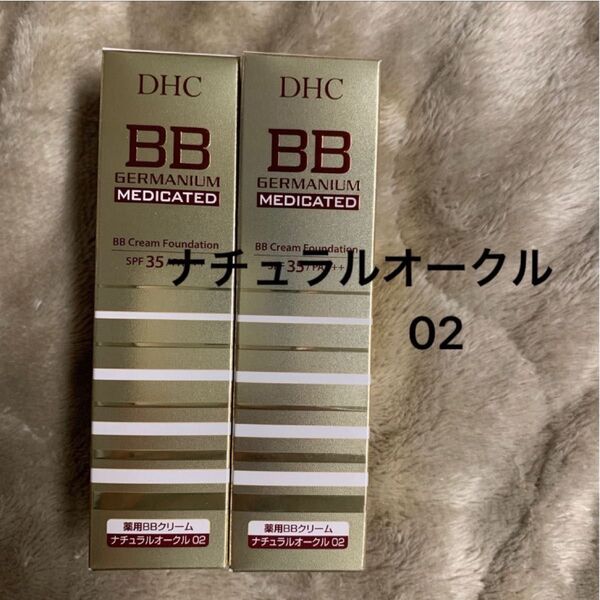 DHC
BB
GERMANIUM
MEDICATED
BB Cream Foundation
SPF 35
薬用BBクリーム
ナチュラルオークル 02
DHC
BB
GERMANIUM
MEDICATED
BB Cream Foundation
35
薬用BBクリーム
ナチュラルオークル 02
ナチュラルオークル
02